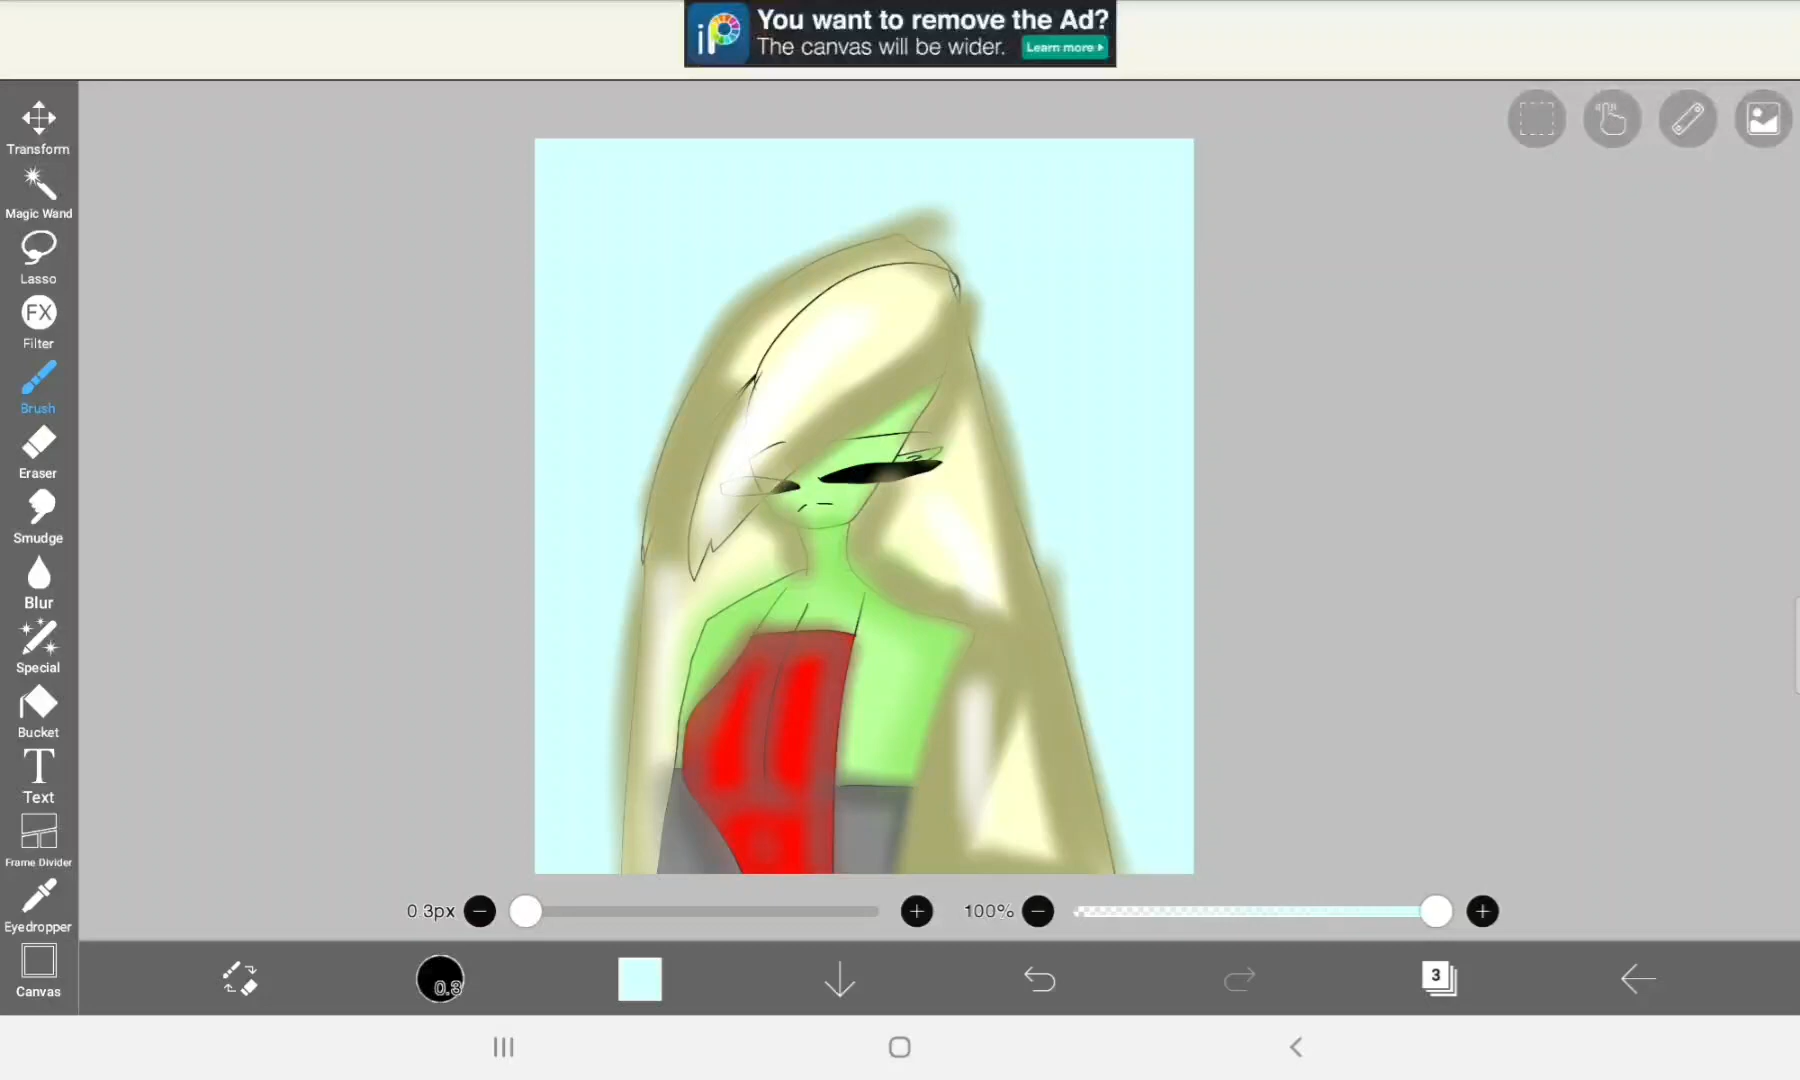 iP
You want to remove the Ad?
The canvas will be wider.
Learn more
Transform
Magic Wand
Lasso
FX
Filter
Brush
Eraser
Smudge
Blur
Special
Bucket
T
Text
Frame Divider
Eyedropper
Canvas
0.3px
100%
0.3
3